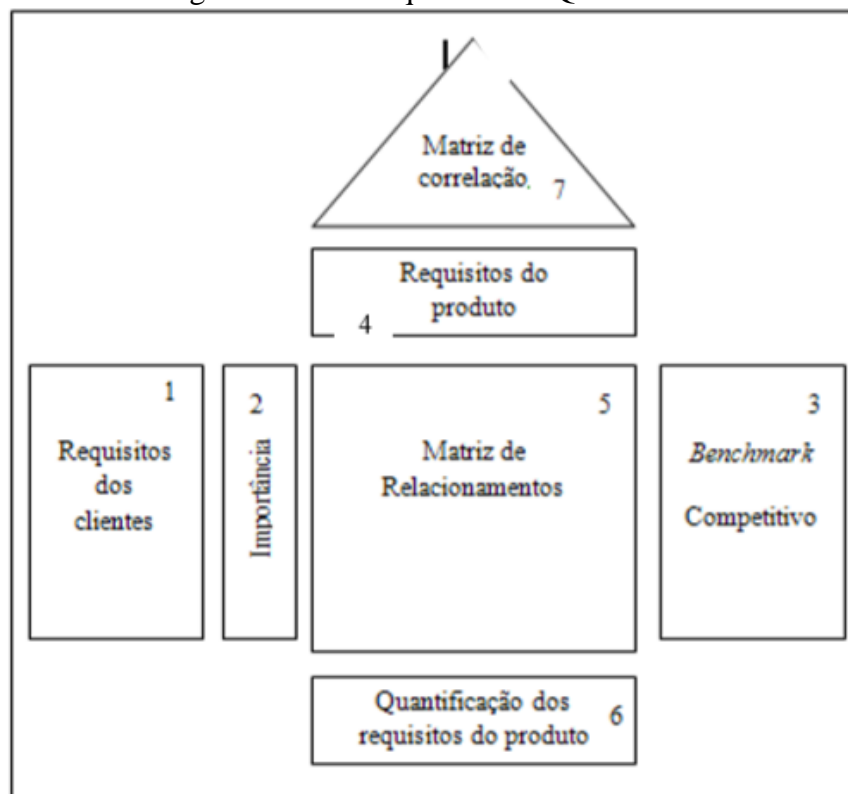 Matriz de
correlação.
7
Requisitos do
produto
4
1
Requisitos
dos
clientes
2
Importância
5
Matriz de
Relacionamentos
3
Benchmark
Competitivo
Quantificação dos
requisitos do produto
6